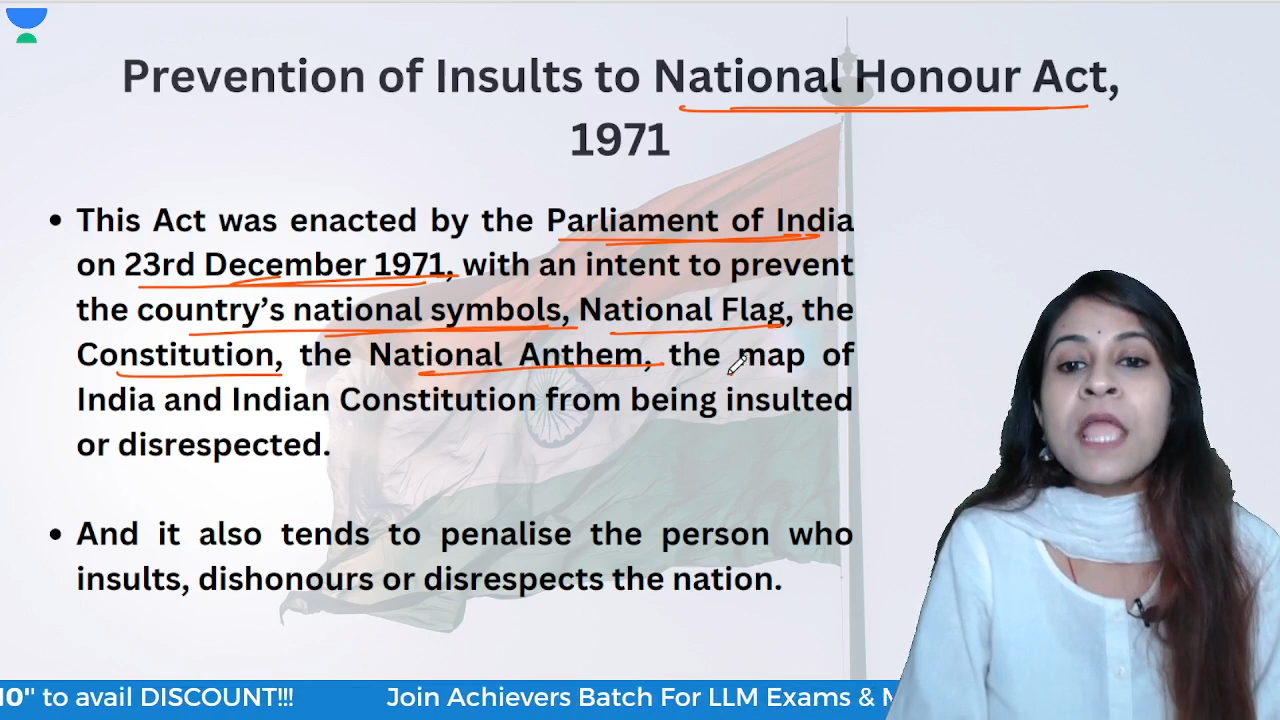 Prevention of Insults to National Honour Act,
1971
• This Act was enacted by the Parliament of India
on 23rd December 1971, with an intent to prevent
the country’s national symbols, National Flag, the
Constitution, the National Anthem, the map of
India and Indian Constitution from being insulted
or disrespected.
• And it also tends to penalise the person who
insults, dishonours or disrespects the nation.
10" to avail DISCOUNT!!! Join Achievers Batch For LLM Exams &